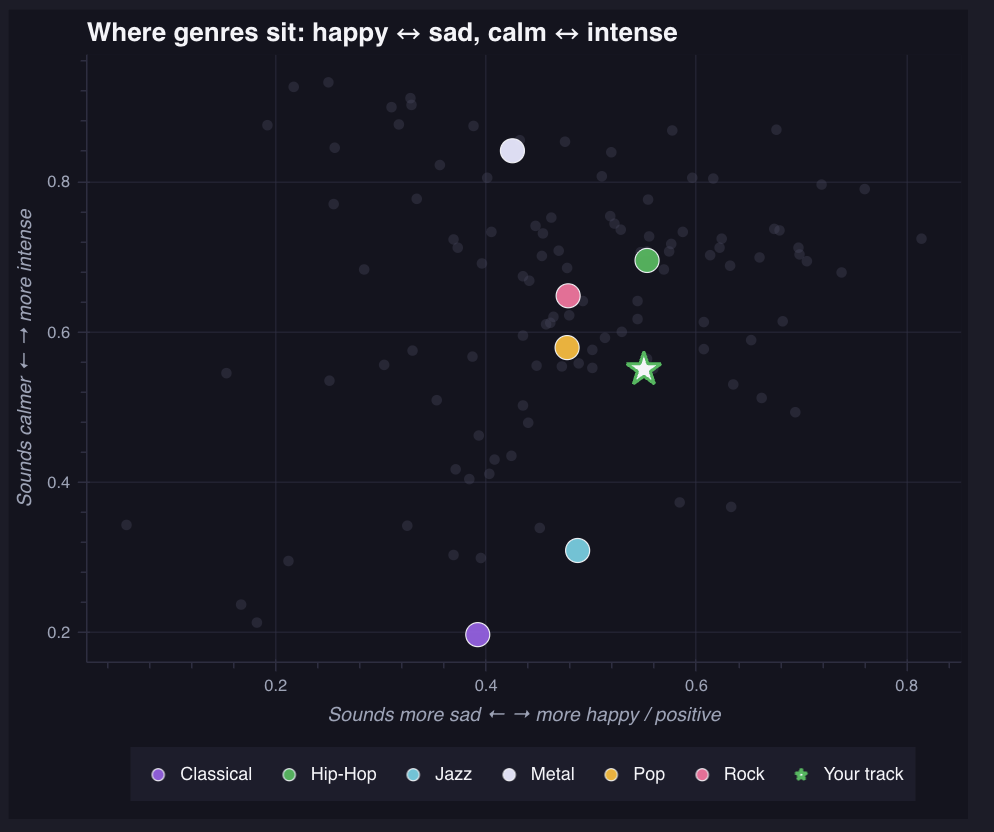 Where genres sit: happy ↔ sad, calm ↔ intense
Sounds calmer ← → more intense
0.8
0.6
0.4
0.2
0.2 0.4 0.6 0.8
Sounds more sad ← → more happy / positive
Classical Hip-Hop Jazz Metal Pop Rock Your track